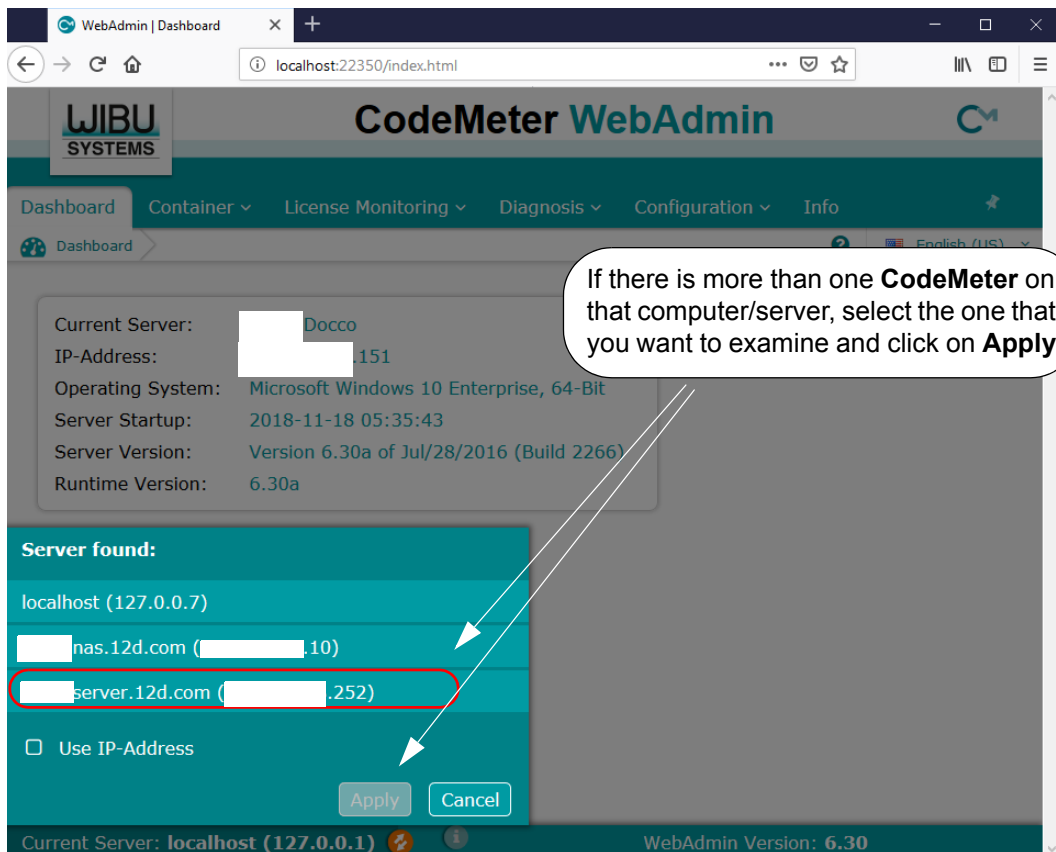 WebAdmin | Dashboard
localhost:22350/index.html
WIBU
SYSTEMS
CodeMeter WebAdmin
Dashboard Container License Monitoring Diagnosis Configuration Info
Dashboard
English (US)
If there is more than one CodeMeter on
that computer/server, select the one that
you want to examine and click on Apply
Current Server: Docco
IP-Address: .151
Operating System: Microsoft Windows 10 Enterprise, 64-Bit
Server Startup: 2018-11-18 05:35:43
Server Version: Version 6.30a of Jul/28/2016 (Build 2266)
Runtime Version: 6.30a
Server found:
localhost (127.0.0.7)
nas.12d.com ( .10)
server.12d.com ( .252)
Use IP-Address
Apply Cancel
Current Server: localhost (127.0.0.1) WebAdmin Version: 6.30